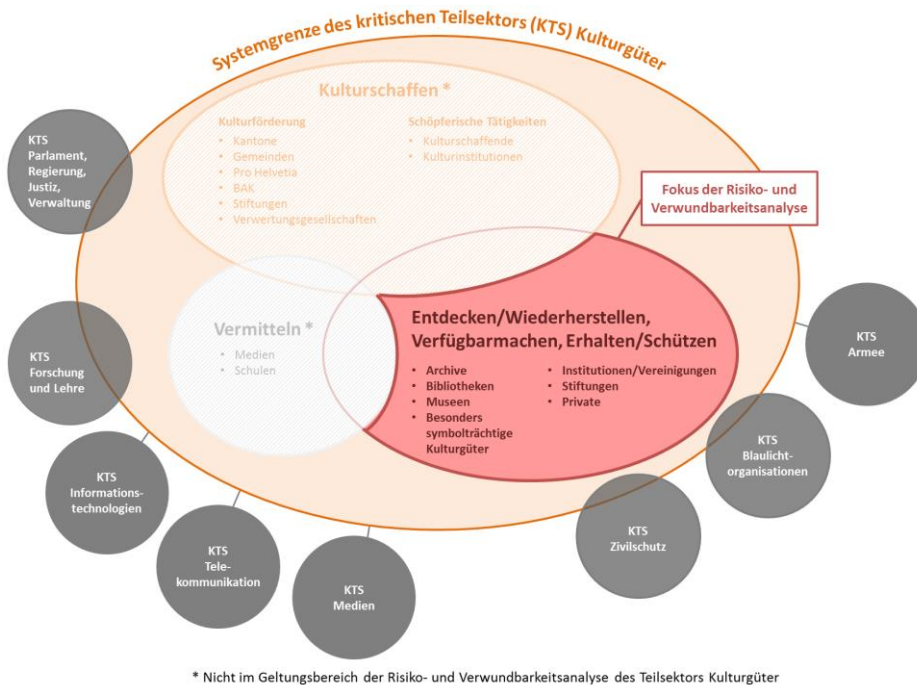 Systemgrenze des kritischen Teilsektors (KTS) Kulturgüter
Kulturschaffen *
Kulturförderung
• Kantone
• Gemeinden
• Pro Helvetia
• BAK
• Stiftungen
• Verwertungsgesellschaften
Schöpferische Tätigkeiten
• Kulturschaffende
• Kulturinstitutionen
KTS
Parlament,
Regierung,
Justiz,
Verwaltung
Fokus der Risiko- und
Verwundbarkeitsanalyse
Vermitteln *
• Medien
• Schulen
Entdecken/Wiederherstellen,
Verfügbarmachen, Erhalten/Schützen
• Archive
• Bibliotheken
• Museen
• Besonders
symbolträchtige
Kulturgüter
• Institutionen/Vereinigungen
• Stiftungen
• Private
KTS
Armee
KTS
Forschung
und Lehre
KTS
Blaulicht-
organisationen
KTS
Informations-
technologien
KTS
Zivilschutz
KTS
Tele-
kommunikation
KTS
Medien
* Nicht im Geltungsbereich der Risiko- und Verwundbarkeitsanalyse des Teilsektors Kulturgüter